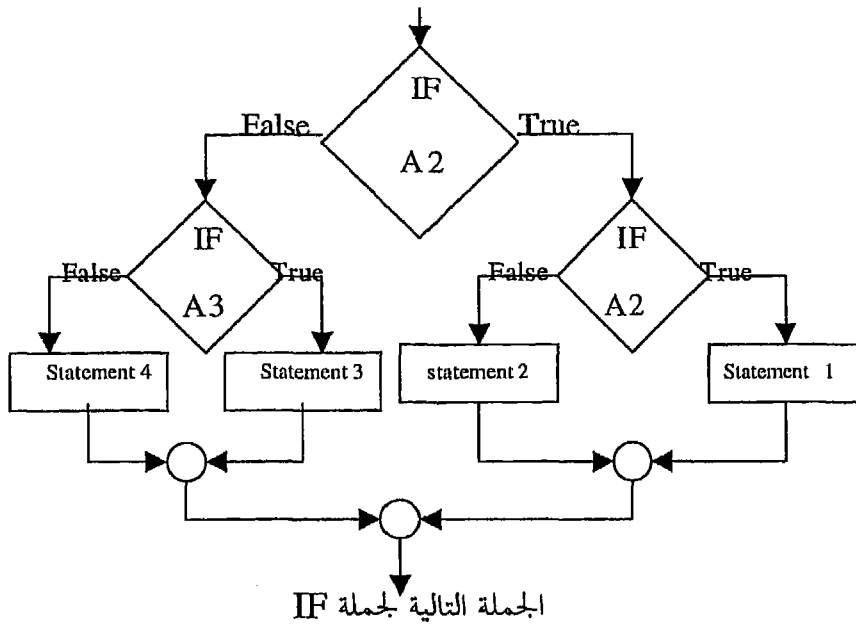 IF
A 2
False
True
IF
A3
False
True
IF
A2
False
True
Statement 4
Statement 3
statement 2
Statement 1
الجملة التالية لجملة IF